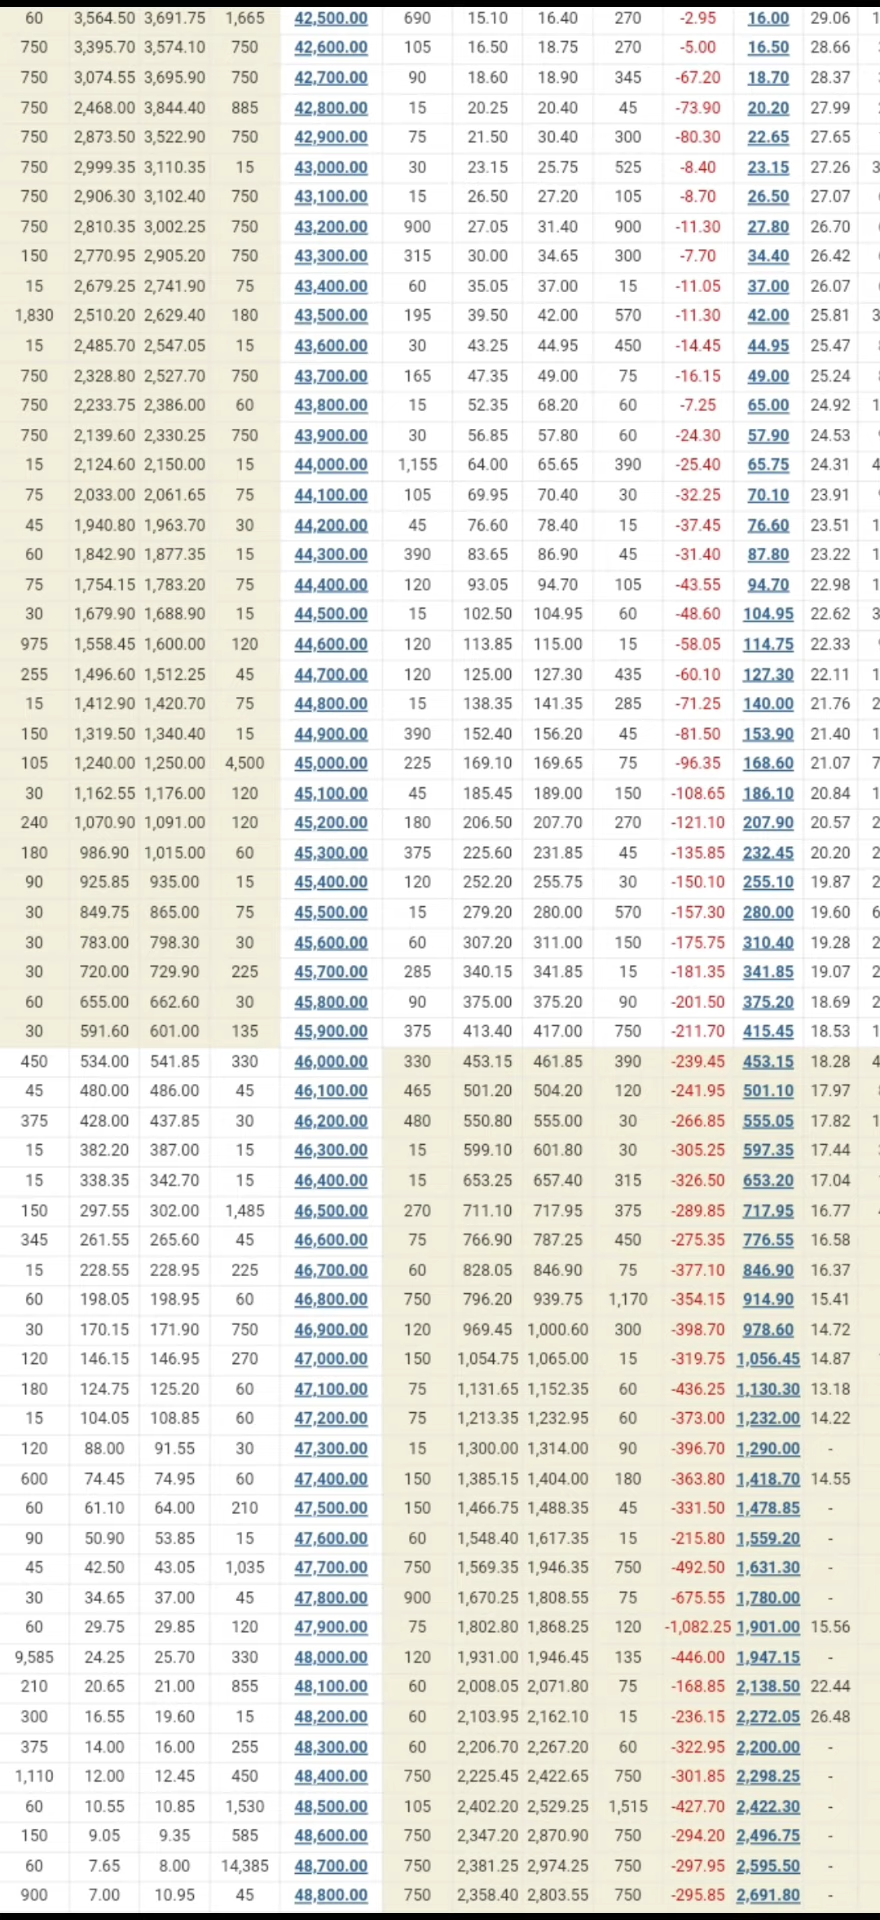 60 3,564.50 3,691.75 1,665 42,500.00 690 15.10 16.40 270 -2.95 16.00 29.06 1
750 3,395.70 3,574.10 750 42,600.00 105 16.50 18.75 270 -5.00 16.50 28.66
750 3,074.55 3,695.90 750 42,700.00 90 18.60 18.90 345 -67.20 18.70 28.37
750 2,468.00 3,844.40 885 42,800.00 15 20.25 20.40 45 -73.90 20.20 27.99
750 2,873.50 3,522.90 750 42,900.00 75 21.50 30.40 300 -80.30 22.65 27.65
750 2,999.35 3,110.35 15 43,000.00 30 23.15 25.75 525 -8.40 23.15 27.26 3
750 2,906.30 3,102.40 750 43,100.00 15 26.50 27.20 105 -8.70 26.50 27.07
750 2,810.35 3,002.25 750 43,200.00 900 27.05 31.40 900 -11.30 27.80 26.70
150 2,770.95 2,905.20 750 43,300.00 315 30.00 34.65 300 -7.70 34.40 26.42
15 2,679.25 2,741.90 75 43,400.00 60 35.05 37.00 15 -11.05 37.00 26.07
1,830 2,510.20 2,629.40 180 43,500.00 195 39.50 42.00 570 -11.30 42.00 25.81 3
15 2,485.70 2,547.05 15 43,600.00 30 43.25 44.95 450 -14.45 44.95 25.47
750 2,328.80 2,527.70 750 43,700.00 165 47.35 49.00 75 -16.15 49.00 25.24
750 2,233.75 2,386.00 60 43,800.00 15 52.35 68.20 60 -7.25 65.00 24.92 1
750 2,139.60 2,330.25 750 43,900.00 30 56.85 57.80 60 -24.30 57.90 24.53
15 2,124.60 2,150.00 15 44,000.00 1,155 64.00 65.65 390 -25.40 65.75 24.31 4
75 2,033.00 2,061.65 75 44,100.00 105 69.95 70.40 30 -32.25 70.10 23.91
45 1,940.80 1,963.70 30 44,200.00 45 76.60 78.40 15 -37.45 76.60 23.51 1
60 1,842.90 1,877.35 15 44,300.00 390 83.65 86.90 45 -31.40 87.80 23.22 1
75 1,754.15 1,783.20 75 44,400.00 120 93.05 94.70 105 -43.55 94.70 22.98 1
30 1,679.90 1,688.90 15 44,500.00 15 102.50 104.95 60 -48.60 104.95 22.62 3
975 1,558.45 1,600.00 120 44,600.00 120 113.85 115.00 15 -58.05 114.75 22.33
255 1,496.60 1,512.25 45 44,700.00 120 125.00 127.30 435 -60.10 127.30 22.11 1
15 1,412.90 1,420.70 75 44,800.00 15 138.35 141.35 285 -71.25 140.00 21.76 2
150 1,319.50 1,340.40 15 44,900.00 390 152.40 156.20 45 -81.50 153.90 21.40 1
105 1,240.00 1,250.00 4,500 45,000.00 225 169.10 169.65 75 -96.35 168.60 21.07 7
30 1,162.55 1,176.00 120 45,100.00 45 185.45 189.00 150 -108.65 186.10 20.84 1
240 1,070.90 1,091.00 120 45,200.00 180 206.50 207.70 270 -121.10 207.90 20.57 2
180 986.90 1,015.00 60 45,300.00 375 225.60 231.85 45 -135.85 232.45 20.20 2
90 925.85 935.00 15 45,400.00 120 252.20 255.75 30 -150.10 255.10 19.87 2
30 849.75 865.00 75 45,500.00 15 279.20 280.00 570 -157.30 280.00 19.60 6
30 783.00 798.30 30 45,600.00 60 307.20 311.00 150 -175.75 310.40 19.28 2
30 720.00 729.90 225 45,700.00 285 340.15 341.85 15 -181.35 341.85 19.07 2
60 655.00 662.60 30 45,800.00 90 375.00 375.20 90 -201.50 375.20 18.69 2
30 591.60 601.00 135 45,900.00 375 413.40 417.00 750 -211.70 415.45 18.53 1
450 534.00 541.85 330 46,000.00 330 453.15 461.85 390 -239.45 453.15 18.28 4
45 480.00 486.00 45 46,100.00 465 501.20 504.20 120 -241.95 501.10 17.97
375 428.00 437.85 30 46,200.00 480 550.80 555.00 30 -266.85 555.05 17.82 1
15 382.20 387.00 15 46,300.00 15 599.10 601.80 30 -305.25 597.35 17.44
15 338.35 342.70 15 46,400.00 15 653.25 657.40 315 -326.50 653.20 17.04
150 297.55 302.00 1,485 46,500.00 270 711.10 717.95 375 -289.85 717.95 16.77
345 261.55 265.60 45 46,600.00 75 766.90 787.25 450 -275.35 776.55 16.58
15 228.55 228.95 225 46,700.00 60 828.05 846.90 75 -377.10 846.90 16.37
60 198.05 198.95 60 46,800.00 750 796.20 939.75 1,170 -354.15 914.90 15.41
30 170.15 171.90 750 46,900.00 120 969.45 1,000.60 300 -398.70 978.60 14.72
120 146.15 146.95 270 47,000.00 150 1,054.75 1,065.00 15 -319.75 1,056.45 14.87
180 124.75 125.20 60 47,100.00 75 1,131.65 1,152.35 60 -436.25 1,130.30 13.18
15 104.05 108.85 60 47,200.00 75 1,213.35 1,232.95 60 -373.00 1,232.00 14.22
120 88.00 91.55 30 47,300.00 15 1,300.00 1,314.00 90 -396.70 1,290.00 -
600 74.45 74.95 60 47,400.00 150 1,385.15 1,404.00 180 -363.80 1,418.70 14.55
60 61.10 64.00 210 47,500.00 150 1,466.75 1,488.35 45 -331.50 1,478.85 -
90 50.90 53.85 15 47,600.00 60 1,548.40 1,617.35 15 -215.80 1,559.20 -
45 42.50 43.05 1,035 47,700.00 750 1,569.35 1,946.35 750 -492.50 1,631.30 -
30 34.65 37.00 45 47,800.00 900 1,670.25 1,808.55 75 -675.55 1,780.00 -
60 29.75 29.85 120 47,900.00 75 1,802.80 1,868.25 120 -1,082.25 1,901.00 15.56
9,585 24.25 25.70 330 48,000.00 120 1,931.00 1,946.45 135 -446.00 1,947.15 -
210 20.65 21.00 855 48,100.00 60 2,008.05 2,071.80 75 -168.85 2,138.50 22.44
300 16.55 19.60 15 48,200.00 60 2,103.95 2,162.10 15 -236.15 2,272.05 26.48
375 14.00 16.00 255 48,300.00 60 2,206.70 2,267.20 60 -322.95 2,200.00 -
1,110 12.00 12.45 450 48,400.00 750 2,225.45 2,422.65 750 -301.85 2,298.25 -
60 10.55 10.85 1,530 48,500.00 105 2,402.20 2,529.25 1,515 -427.70 2,422.30 -
150 9.05 9.35 585 48,600.00 750 2,347.20 2,870.90 750 -294.20 2,496.75 -
60 7.65 8.00 14,385 48,700.00 750 2,381.25 2,974.25 750 -297.95 2,595.50 -
900 7.00 10.95 45 48,800.00 750 2,358.40 2,803.55 750 -295.85 2,691.80 -